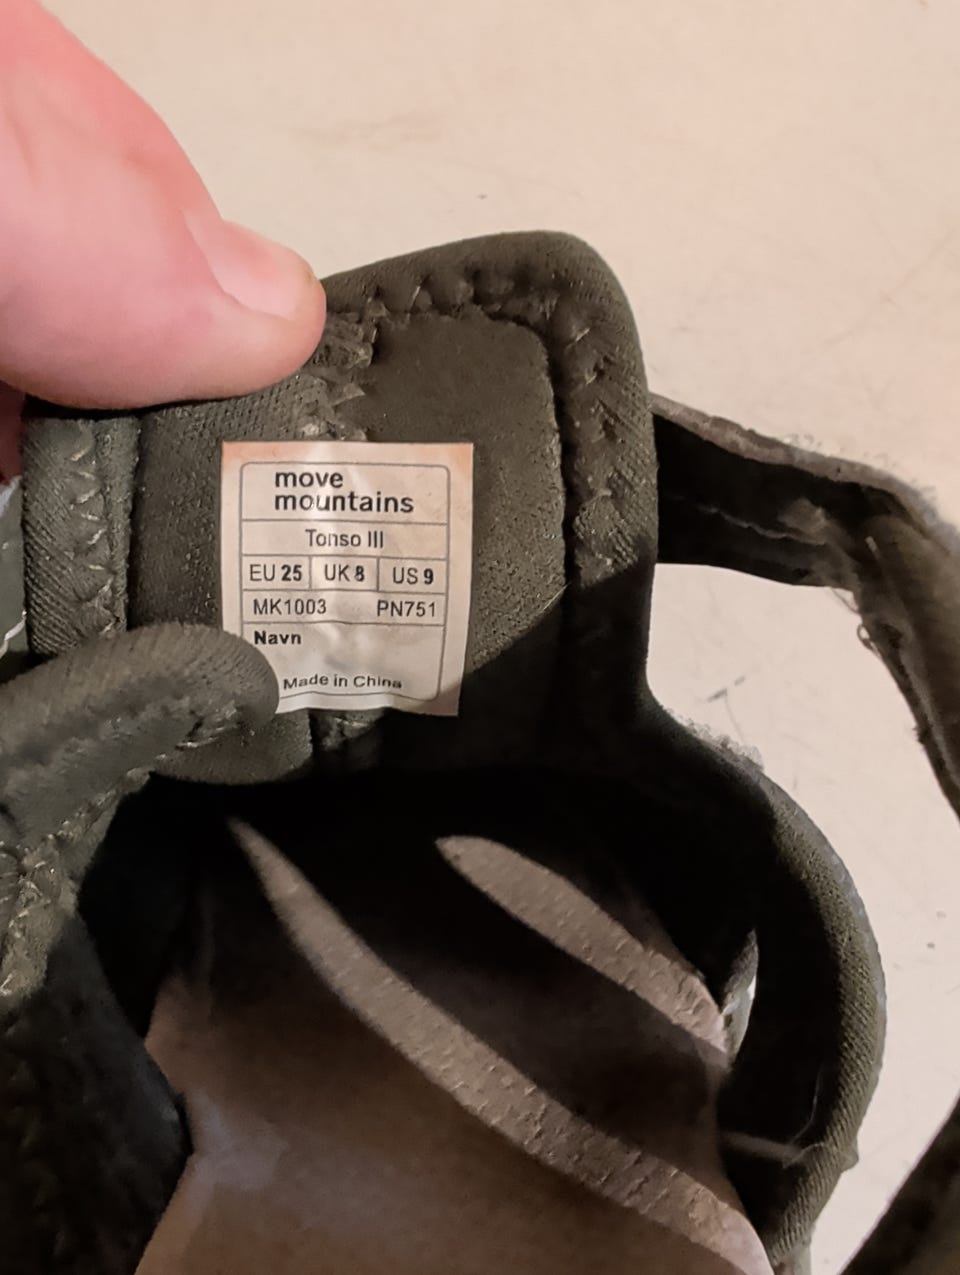 move
mountains
Tonso III
EU 25 UK 8 US 9
MK1003 PN751
Navn
Made in China